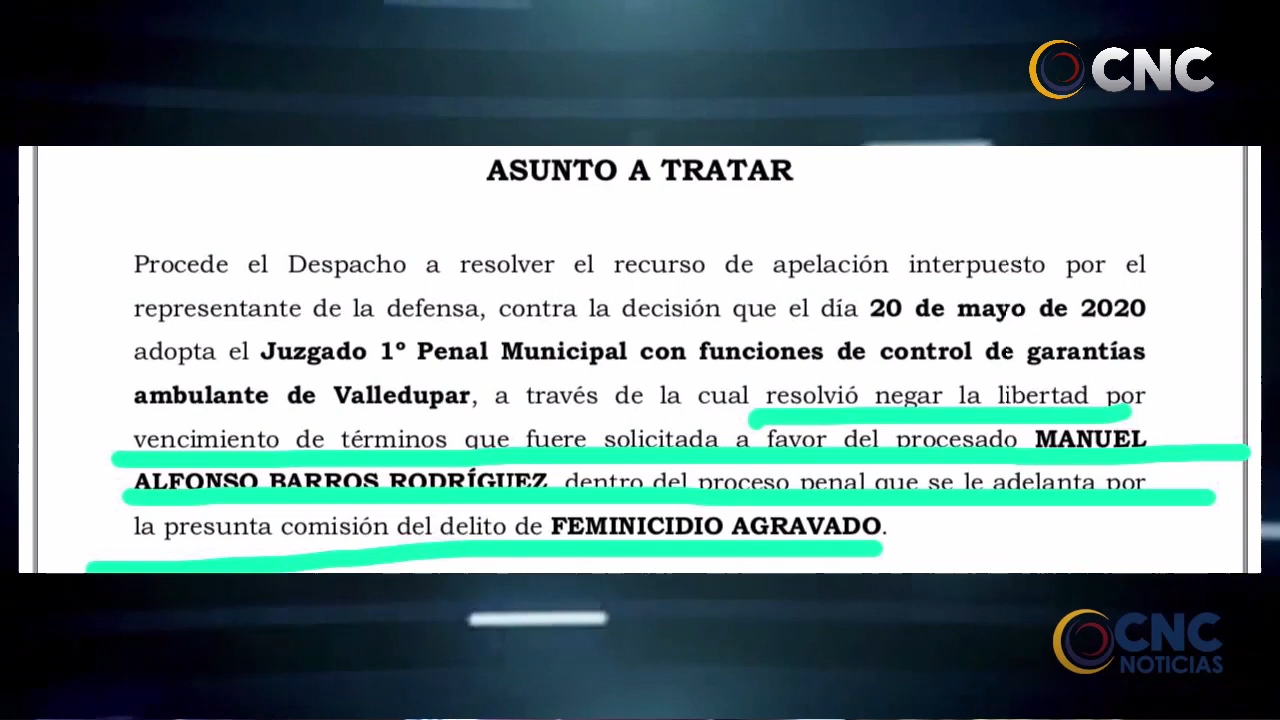 CNC
ASUNTO A TRATAR
Procede el Despacho a resolver el recurso de apelación interpuesto por el
representante de la defensa, contra la decisión que el día 20 de mayo de 2020
adopta el Juzgado 1º Penal Municipal con funciones de control de garantías
ambulante de Valledupar, a través de la cual resolvió negar la libertad por
vencimiento de términos que fuere solicitada a favor del procesado MANUEL
ALFONSO BARROS RODRÍGUEZ, dentro del proceso penal que se le adelanta por
la presunta comisión del delito de FEMINICIDIO AGRAVADO.
CNC
NOTICIAS